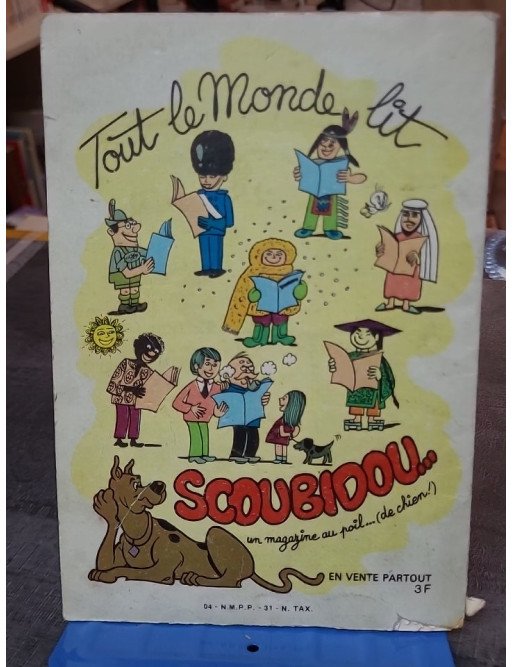 Tout le Monde lit
SCOUBIDOU...
un magazine au poil... (de chien!)
EN VENTE PARTOUT
3F
04 - N.M.P.P. - 31 - N. TAX.